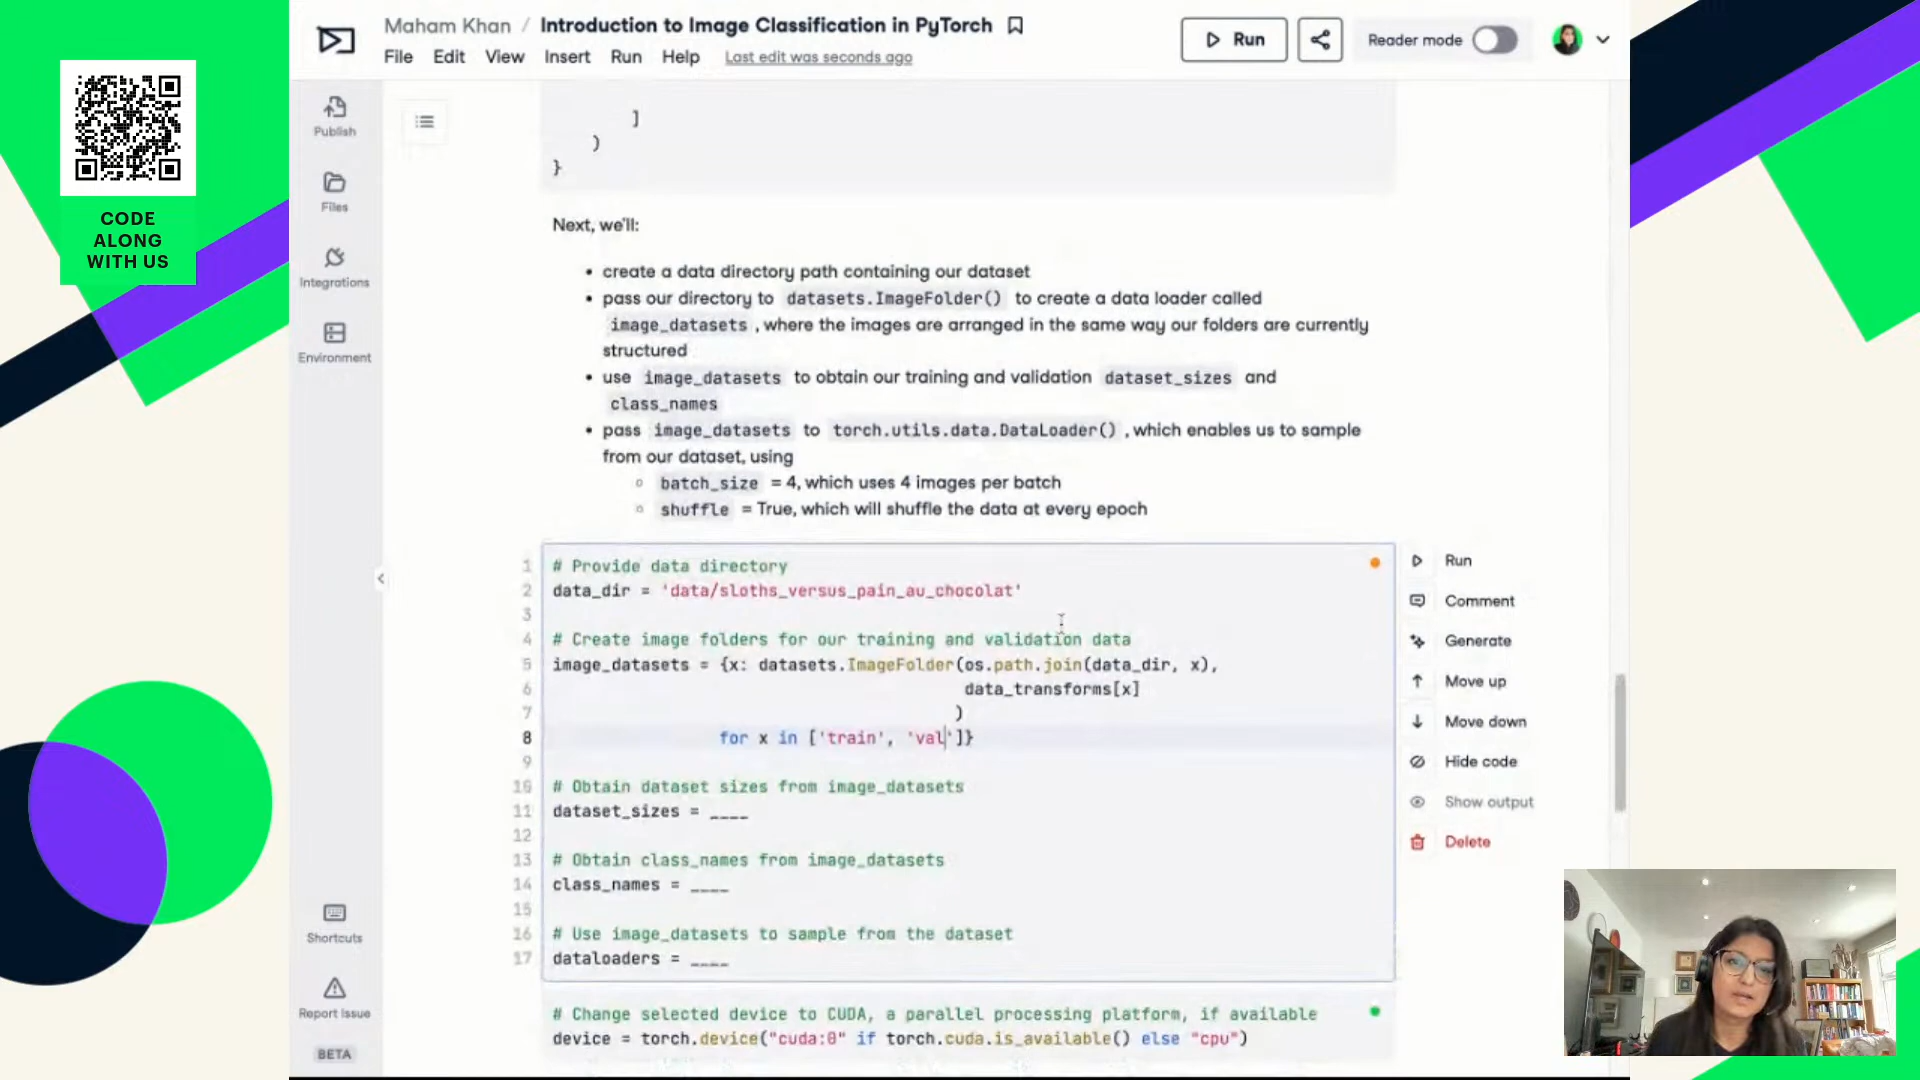 CODE
ALONG
WITH US
Maham Khan / Introduction to Image Classification in PyTorch
Run
Reader mode
File Edit View Insert Run Help Last edit was seconds ago
Publish
Files
Integrations
Environment
Shortcuts
Report Issue
BETA
]
)
}
Next, we'll:
• create a data directory path containing our dataset
• pass our directory to datasets.ImageFolder() to create a data loader called
image_datasets , where the images are arranged in the same way our folders are currently
structured
• use image_datasets to obtain our training and validation dataset_sizes and
class_names
• pass image_datasets to torch.utils.data.DataLoader() , which enables us to sample
from our dataset, using
◦ batch_size = 4, which uses 4 images per batch
◦ shuffle = True, which will shuffle the data at every epoch
1 # Provide data directory
2 data_dir = 'data/sloths_versus_pain_au_chocolat'
3
4 # Create image folders for our training and validation data
5 image_datasets = {x: datasets.ImageFolder(os.path.join(data_dir, x),
6 data_transforms[x]
7 )
8 for x in ['train', 'val']}
9
10 # Obtain dataset sizes from image_datasets
11 dataset_sizes = ____
12
13 # Obtain class_names from image_datasets
14 class_names = ____
15
16 # Use image_datasets to sample from the dataset
17 dataloaders = ____
Run
Comment
Generate
Move up
Move down
Hide code
Show output
Delete
# Change selected device to CUDA, a parallel processing platform, if available
device = torch.device("cuda:0" if torch.cuda.is_available() else "cpu")